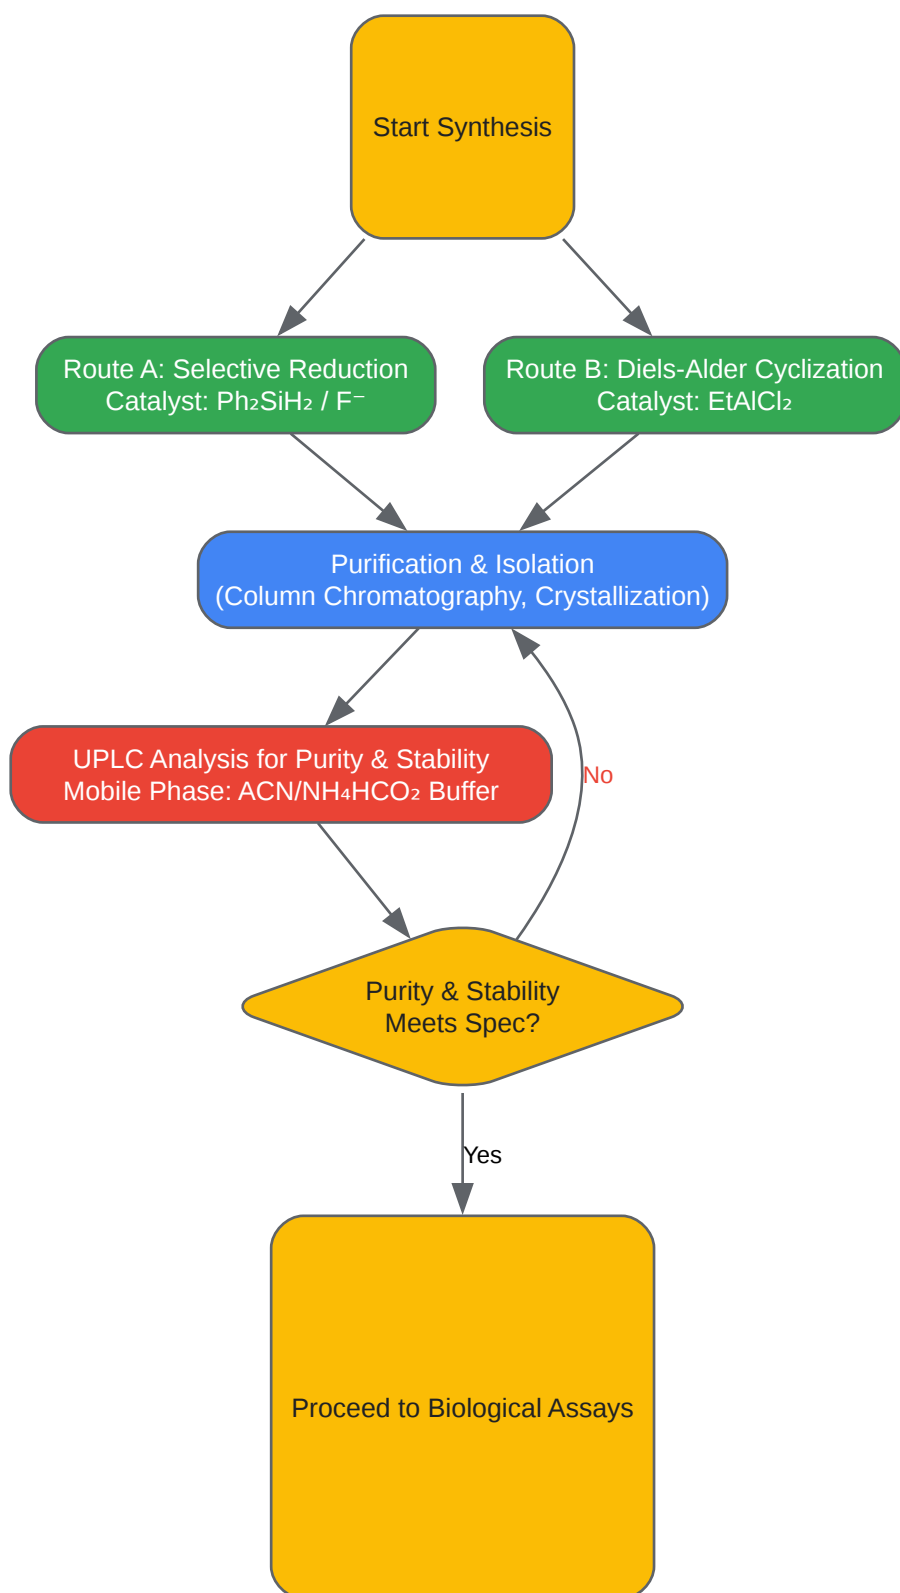 Start Synthesis
Route A: Selective Reduction
Catalyst: Ph₂SiH₂ / F⁻
Route B: Diels-Alder Cyclization
Catalyst: EtAlCl₂
Purification & Isolation
(Column Chromatography, Crystallization)
UPLC Analysis for Purity & Stability
Mobile Phase: ACN/NH₄HCO₂ Buffer
No
Purity & Stability
Meets Spec?
Yes
Proceed to Biological Assays